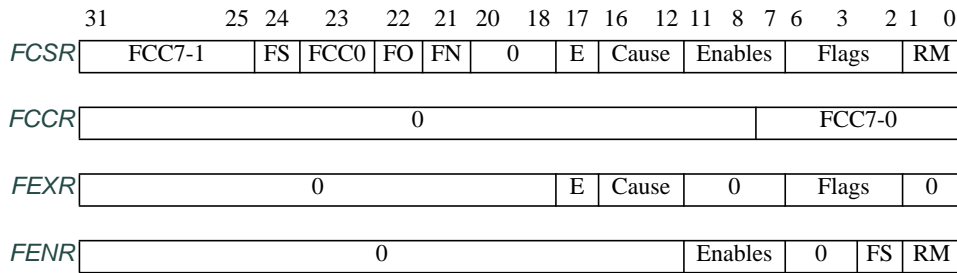 31 25 24 23 22 21 20 18 17 16 12 11 8 7 6 3 2 1 0
FCSR FCC7-1 FS FCC0 FO FN 0 E Cause Enables Flags RM
FCCR 0 FCC7-0
FEXR 0 E Cause 0 Flags 0
FENR 0 Enables 0 FS RM